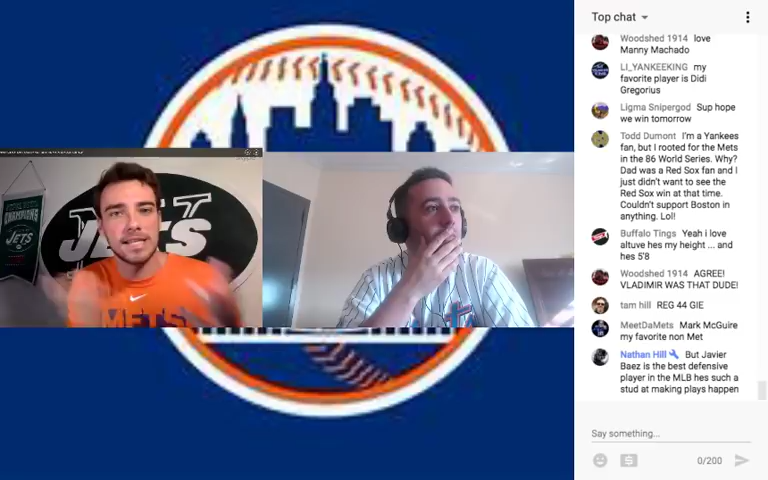 Top chat
Woodshed 1914 love
Manny Machado
LI_YANKEEKING my
favorite player is Didi
Gregorius
Ligma Snipergod Sup hope
we win tomorrow
Todd Dumont I'm a Yankees
fan, but I rooted for the Mets
in the 86 World Series. Why?
Dad was a Red Sox fan and I
just didn't want to see the
Red Sox win at that time.
Couldn't support Boston in
anything. Lol!
Buffalo Tings Yeah i love
altuve hes my height ... and
hes 5'8
Woodshed 1914 AGREE!
VLADIMIR WAS THAT DUDE!
tam hill REG 44 GIE
MeetDaMets Mark McGuire
my favorite non Met
Nathan Hill But Javier
Baez is the best defensive
player in the MLB hes such a
stud at making plays happen
Say something...
0/200
CHAMPIONS
JETS
JETS
METS